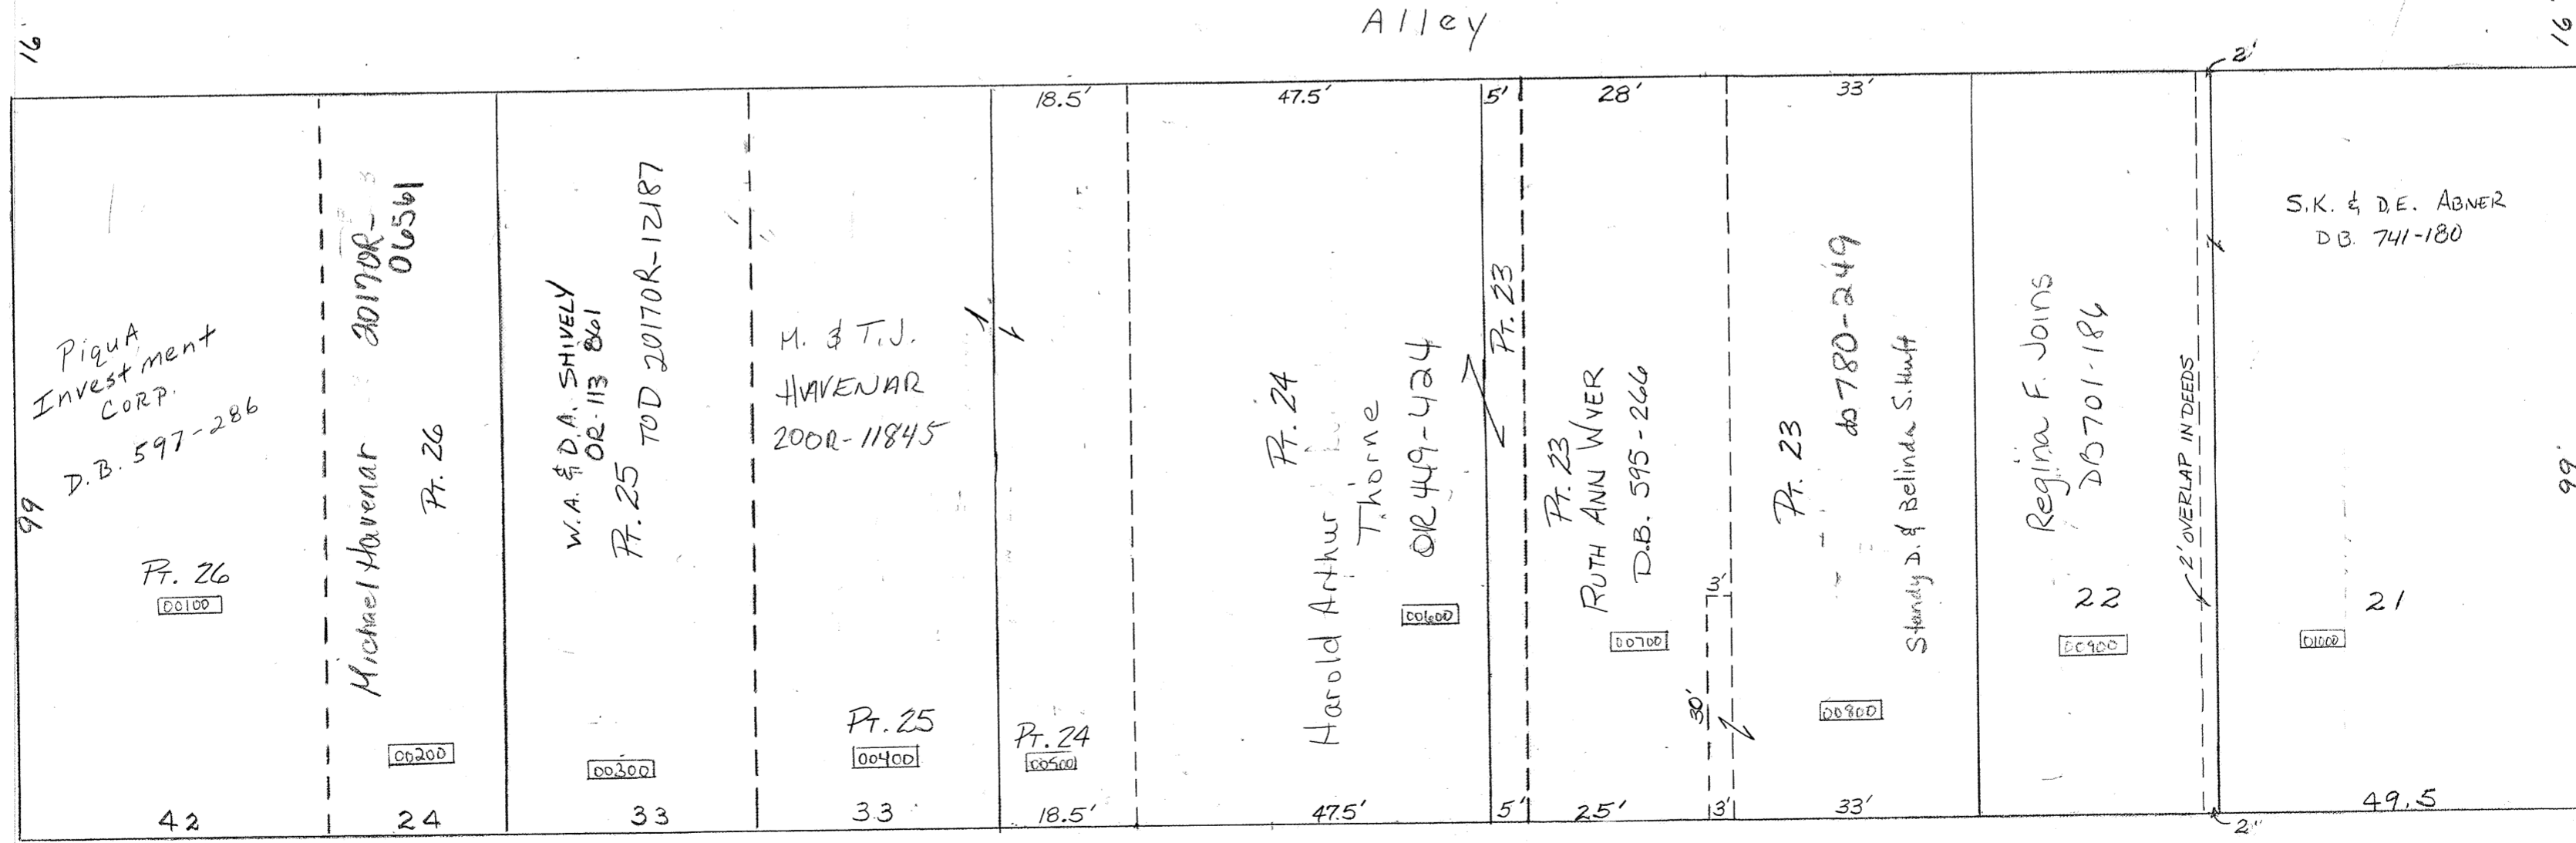 Alley
16'
16'
2'
18.5'
47.5'
5'
28'
33'
99
Piqua
Investment
Corp.
D.B. 597-286
Pt. 26
00100
42
Michael Havenar
2017OR-
06561
Pt. 26
00200
24
W.A. & D.A. SHIVELY
OR-113 861
Pt. 25
TOD 2017OR-12187
00300
33
M. & T.J.
HAVENAR
200R-11845
Pt. 25
00400
33
Pt. 24
00500
18.5'
Pt. 24
Harold Arthur
Thorne
OR 449-424
00600
47.5'
Pt. 23
5'
Pt. 23
RUTH ANN WYER
D.B. 595-266
00700
25'
3'
30'
3'
Pt. 23
db 780-249
& Belinda S. Huft
00800
33'
Regina F. Joins
DB701-186
22
00900
2' OVERLAP IN DEEDS
S.K. & D.E. ABNER
D.B. 741-180
21
01000
49.5
2"
99'